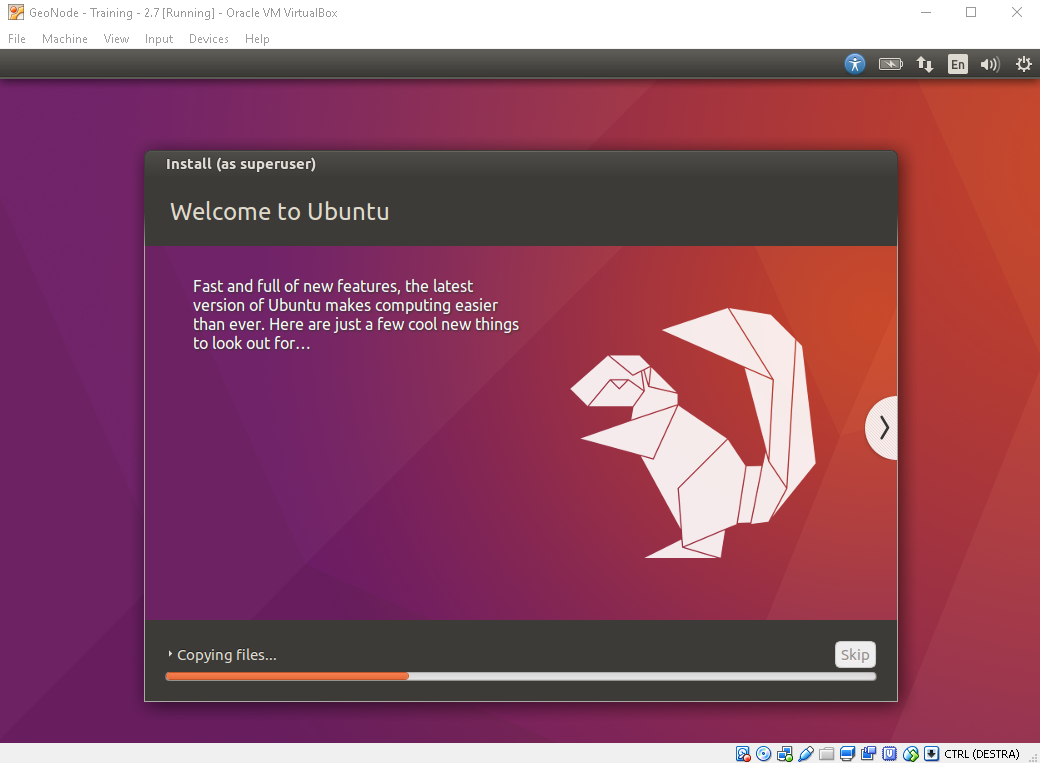 GeoNode - Training - 2.7 [Running] - Oracle VM VirtualBox
File Machine View Input Devices Help
En
Install (as superuser)
Welcome to Ubuntu
Fast and full of new features, the latest
version of Ubuntu makes computing easier
than ever. Here are just a few cool new things
to look out for…
Copying files...
Skip
CTRL (DESTRA)